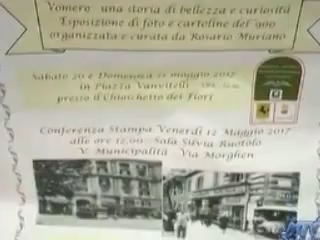 Vomero: una storia di bellezza e curiosità
Esposizione di foto e cartoline del '900
organizzata e curata da Rosario Muriano
Sabato 20 e Domenica 21 maggio 2017
in Piazza Vanvitelli
presso il Chioschetto dei Fiori
Conferenza Stampa Venerdì 12 Maggio 2017
alle ore 12,00 - Sala Silvia Ruotolo
V. Municipalità - Via Morghen